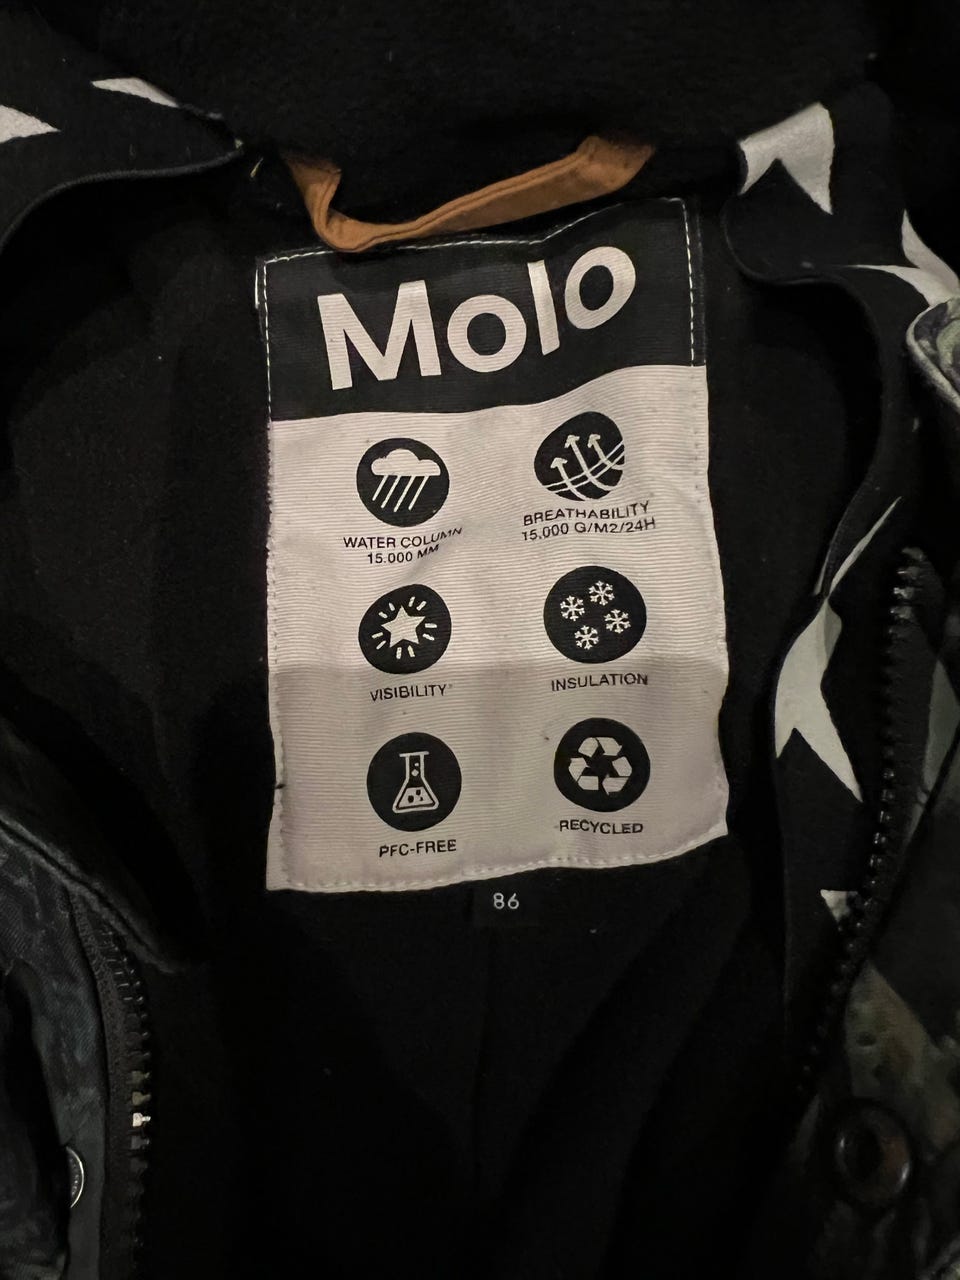 Molo
WATER COLUMN
15.000 MM
BREATHABILITY
15.000 G/M2/24H
VISIBILITY
INSULATION
PFC-FREE
RECYCLED
86